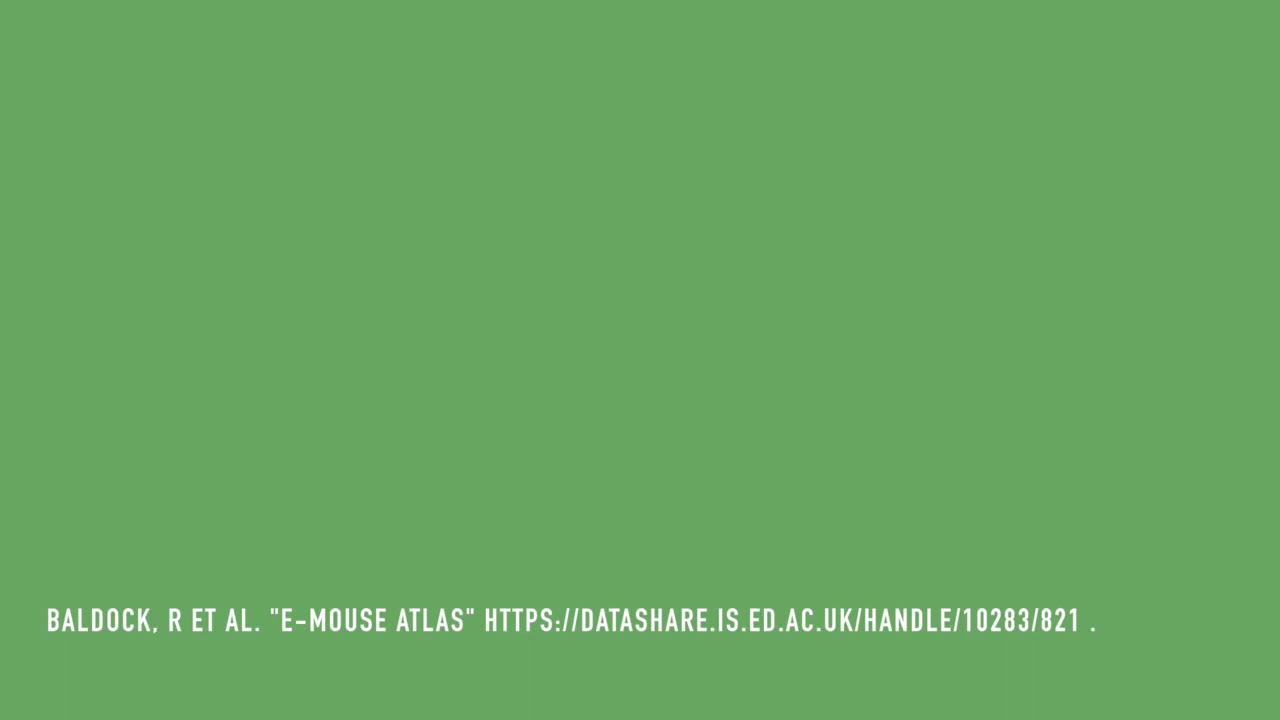 BALDOCK, R ET AL. "E-MOUSE ATLAS" HTTPS://DATASHARE.IS.ED.AC.UK/HANDLE/10283/821 .